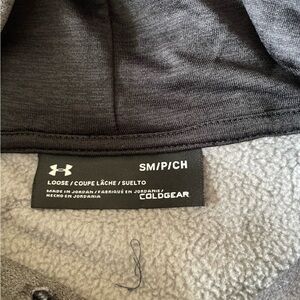 SM/P/CH
LOOSE / COUPE LÂCHE / SUELTO
MADE IN JORDAN / FABRIQUÉ EN JORDANIE /
HECHO EN JORDANIA
COLDGEAR